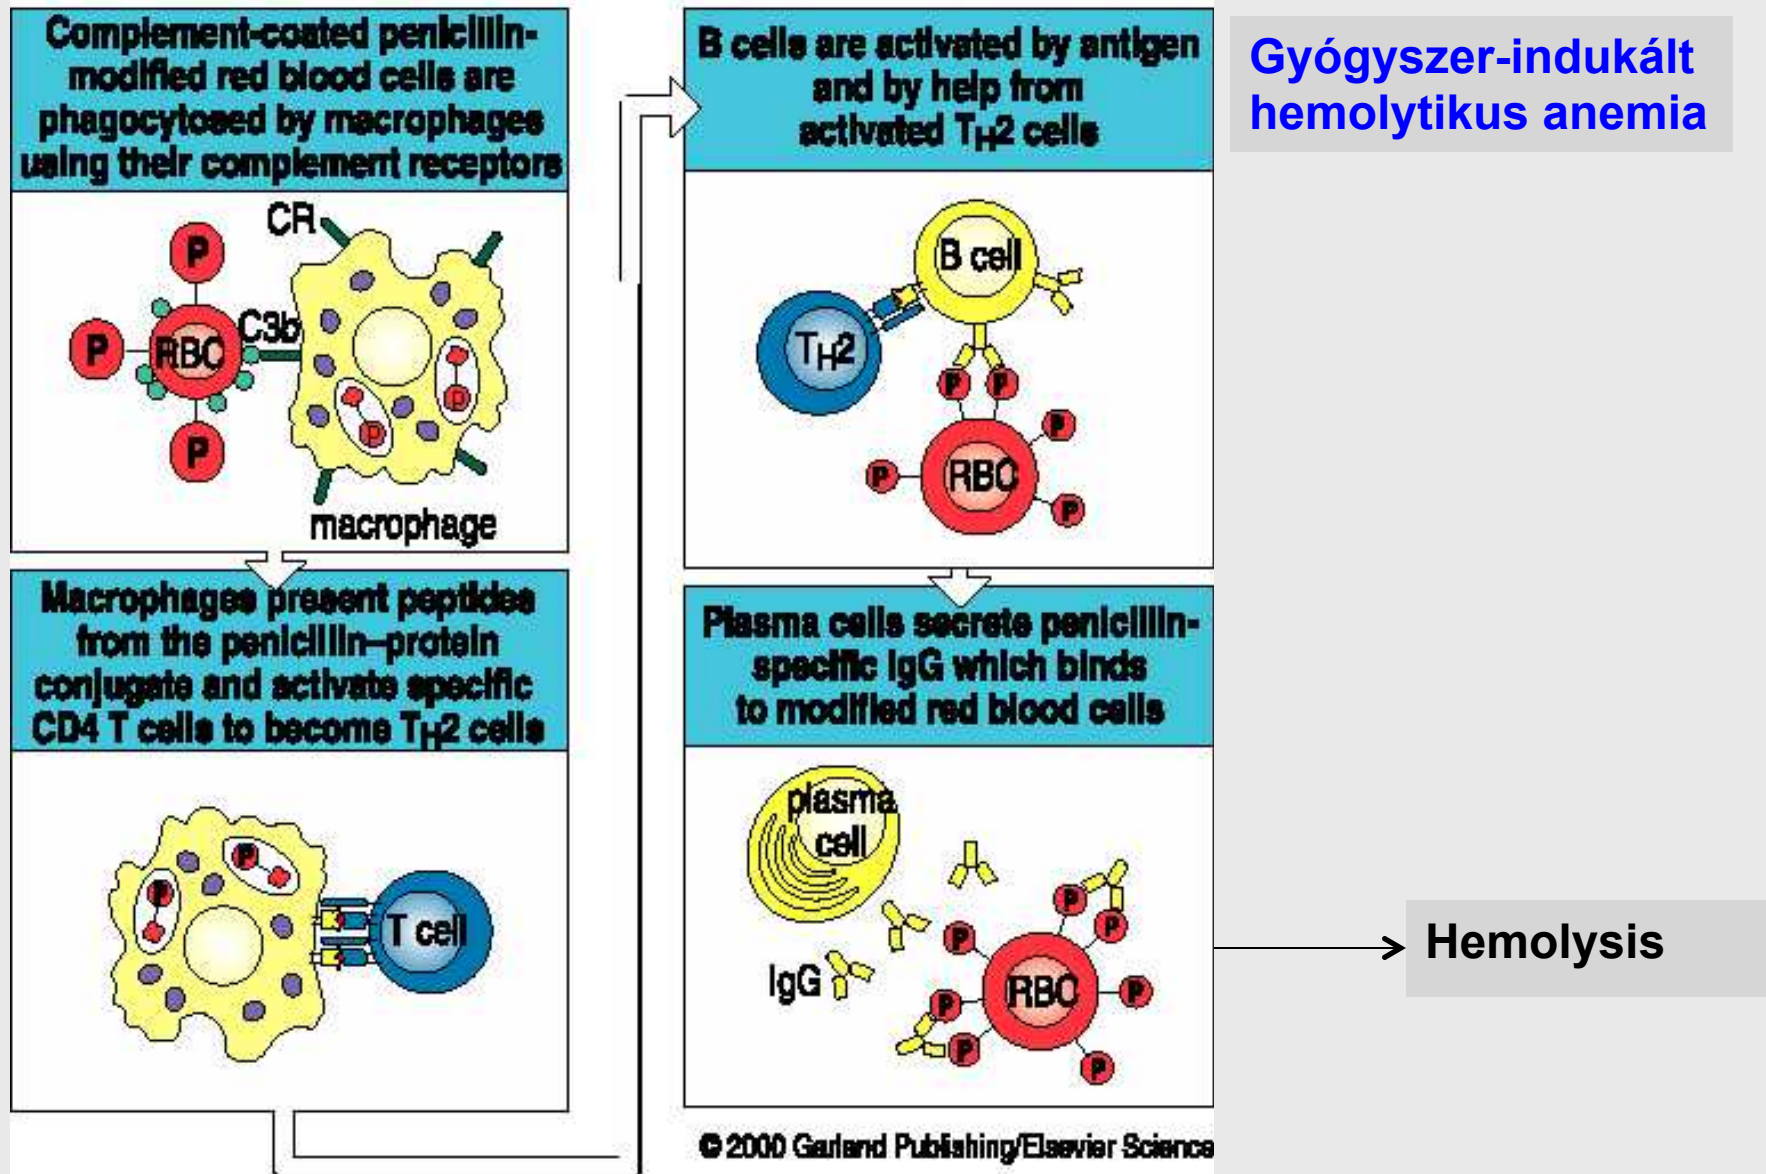 Complement-coated penicillin-
modified red blood cells are
phagocytosed by macrophages
using their complement receptors
CR
P
P
RBC
C3b
P
P
P
macrophage
Macrophages present peptides
from the penicillin–protein
conjugate and activate specific
CD4 T cells to become TH2 cells
P
P
T cell
B cells are activated by antigen
and by help from
activated TH2 cells
B cell
TH2
P
P
P
P
RBC
P
Plasma cells secrete penicillin-
specific IgG which binds
to modified red blood cells
plasma
cell
P
P
P
IgG
RBC
P
P
P
P
© 2000 Garland Publishing/Elsevier Science
Gyógyszer-indukált
hemolytikus anemia
Hemolysis